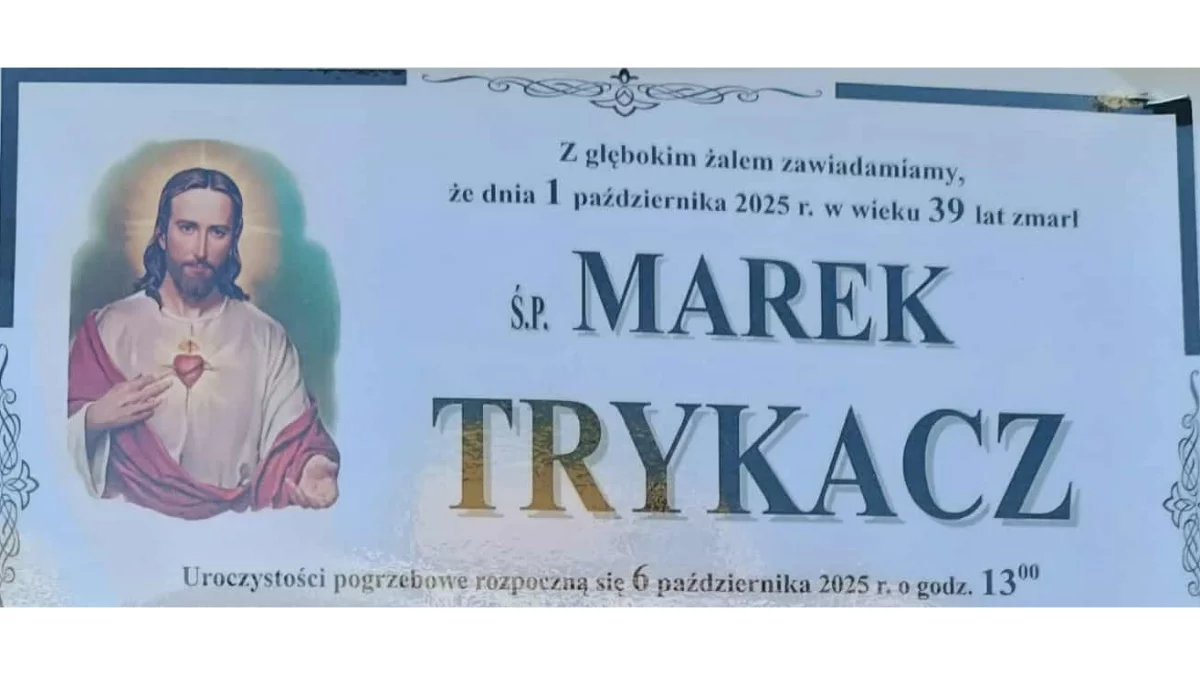 Z głębokim żalem zawiadamiamy,
że dnia 1 października 2025 r. w wieku 39 lat zmarł
Ś.P. MAREK
TRYKACZ
Uroczystości pogrzebowe rozpoczną się 6 października 2025 r. o godz. 13⁰⁰